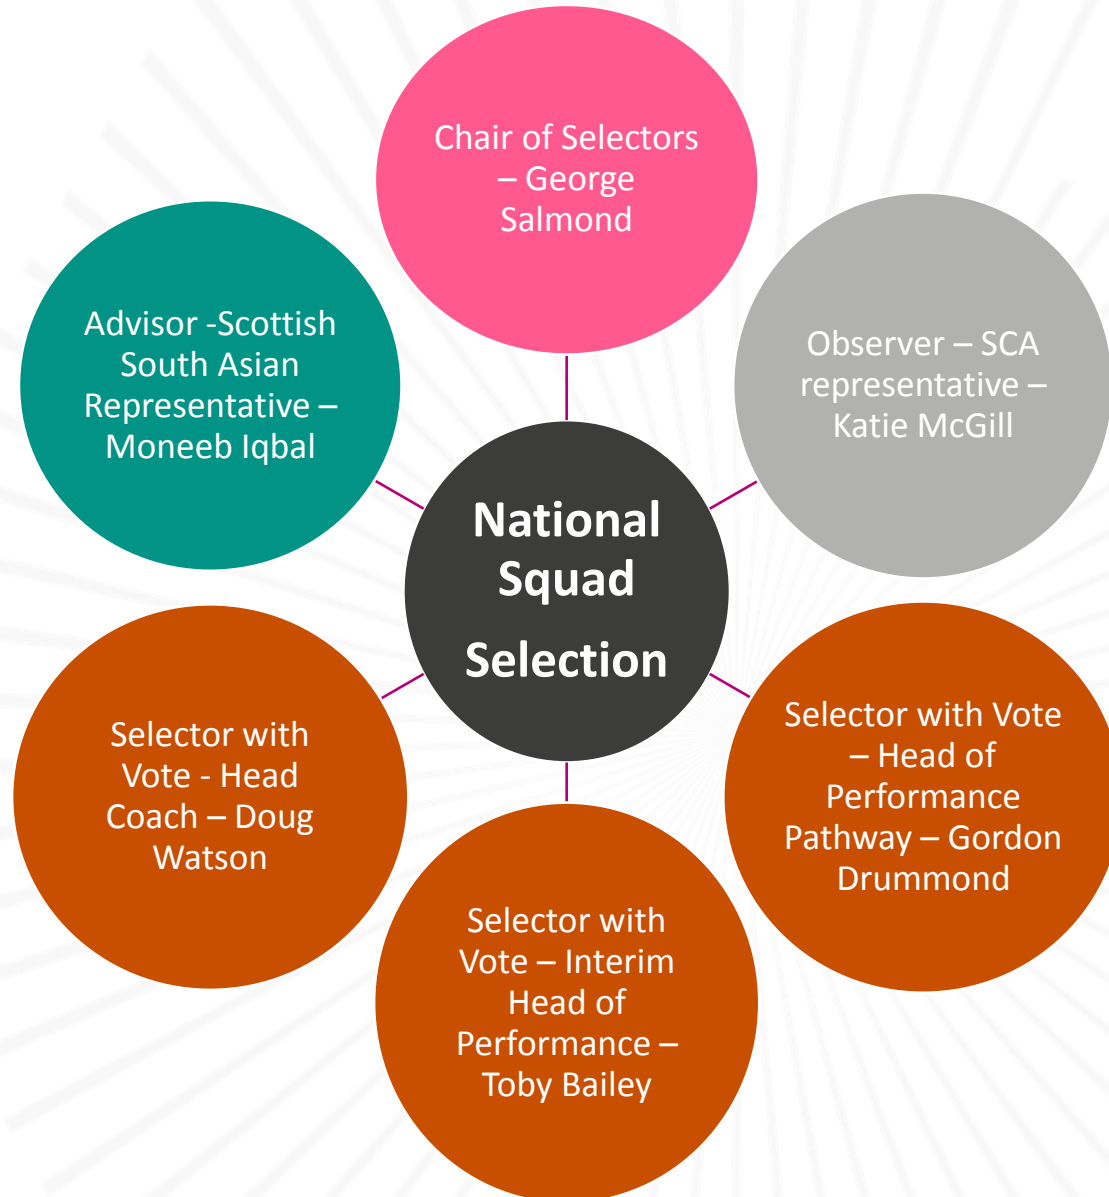 Chair of Selectors
– George
Salmond
Observer – SCA
representative –
Katie McGill
Advisor -Scottish
South Asian
Representative –
Moneeb Iqbal
National
Squad
Selection
Selector with Vote
– Head of
Performance
Pathway – Gordon
Drummond
Selector with
Vote - Head
Coach – Doug
Watson
Selector with
Vote – Interim
Head of
Performance –
Toby Bailey